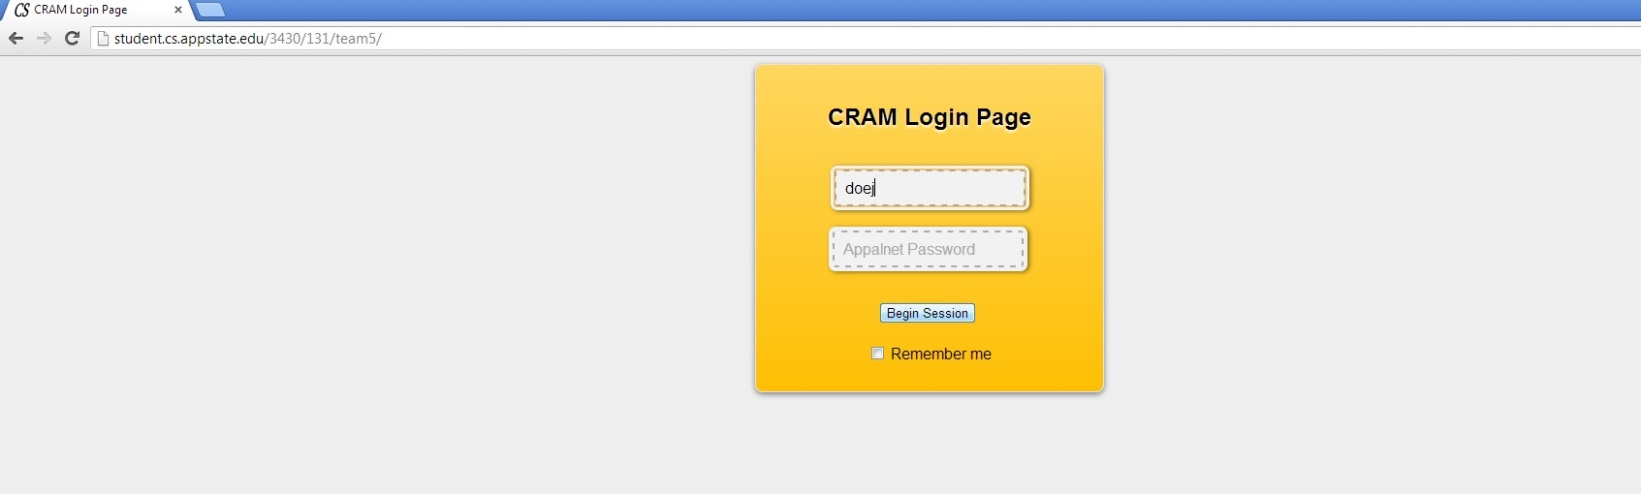 CS CRAM Login Page
student.cs.appstate.edu/3430/131/team5/
CRAM Login Page
doej
Appalnet Password
Begin Session
Remember me